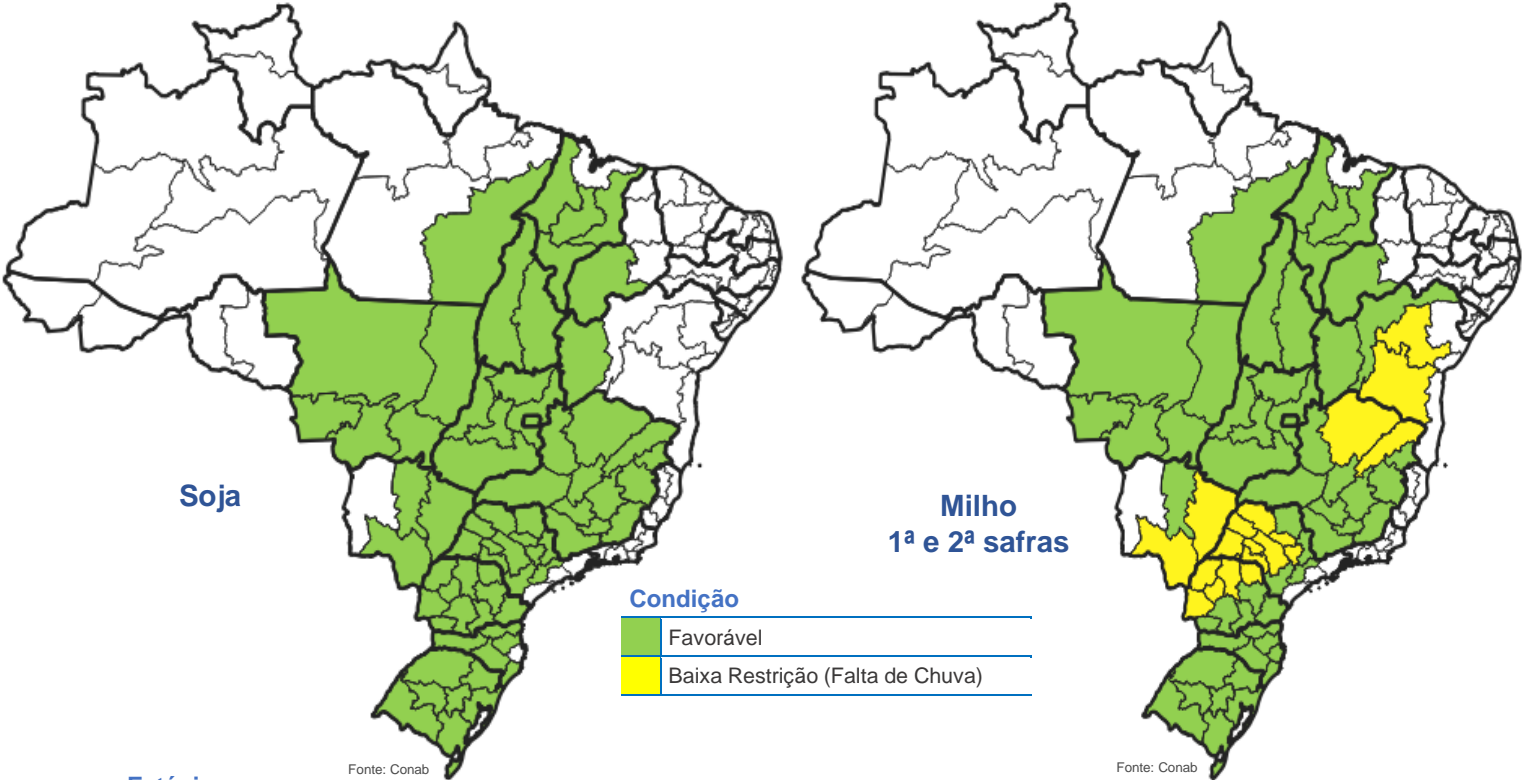 Soja
Milho
1ª e 2ª safras
Condição
Favorável
Baixa Restrição (Falta de Chuva)
Fonte: Conab
Fonte: Conab